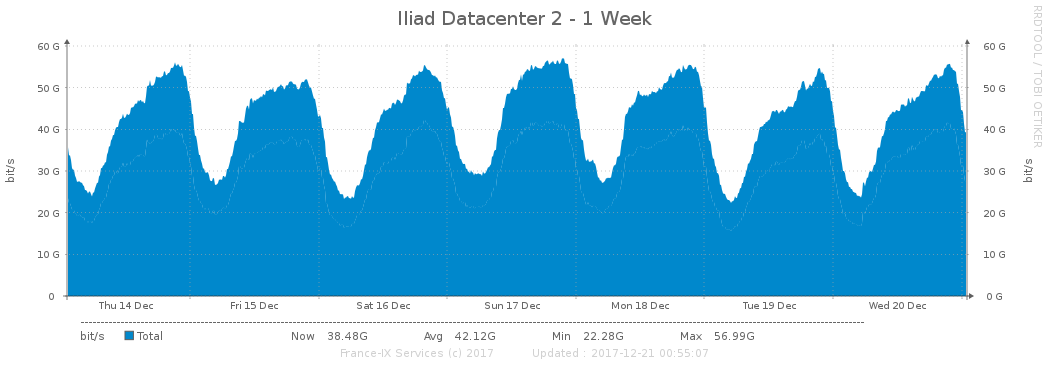 Iliad Datacenter 2 - 1 Week
RRDTOOL / TOBI OETIKER
60 G 60 G
50 G 50 G
40 G 40 G
30 G 30 G
20 G 20 G
10 G 10 G
0 0 G
bit/s bit/s
Thu 14 Dec Fri 15 Dec Sat 16 Dec Sun 17 Dec Mon 18 Dec Tue 19 Dec Wed 20 Dec
bit/s Total Now 38.48G Avg 42.12G Min 22.28G Max 56.99G
France-IX Services (c) 2017 Updated : 2017-12-21 00:55:07